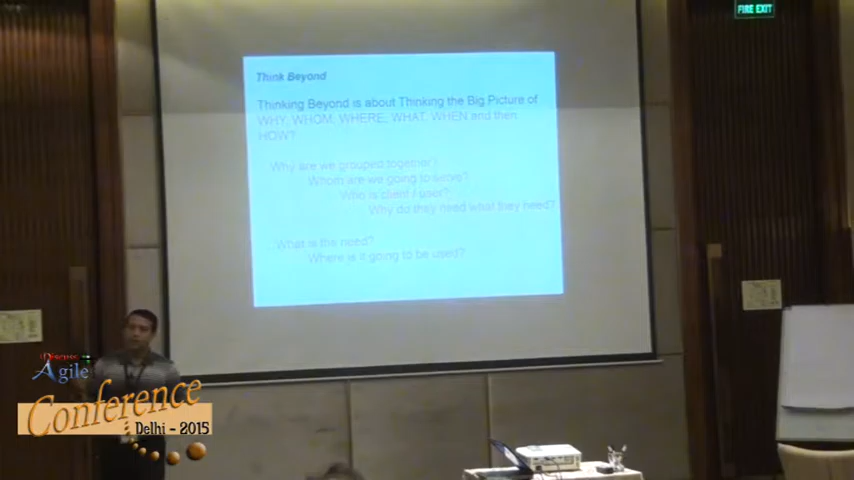 FIRE EXIT
Think Beyond
Thinking Beyond is about Thinking the Big Picture of
WHY, WHOM, WHERE, WHAT, WHEN and then
HOW?
Why are we grouped together?
Whom are we going to serve?
Who is client / user?
Why do they need what they need?
What is the need?
Where is it going to be used?
Agile
Conference
Delhi - 2015